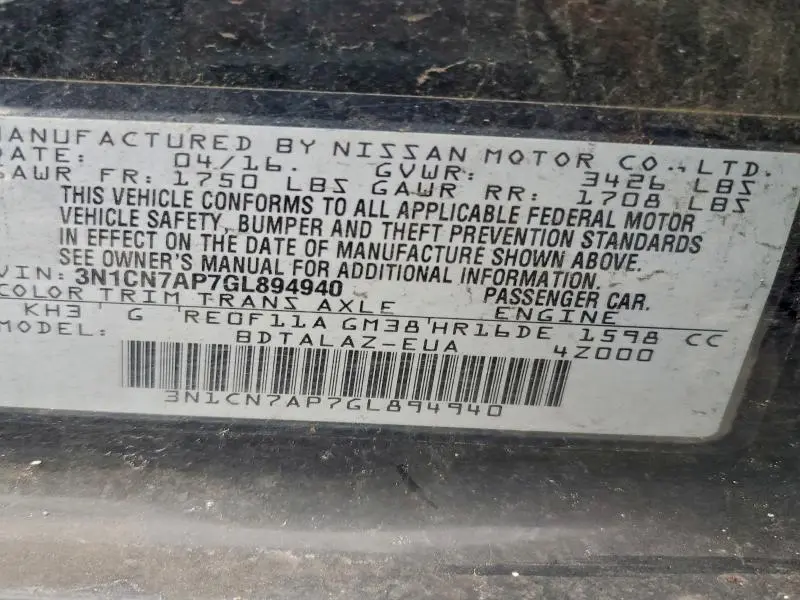 MANUFACTURED BY NISSAN MOTOR CO., LTD.
DATE: 04/16. GVWR: 3426 LBS
GAWR FR: 1750 LBS GAWR RR: 1708 LBS
THIS VEHICLE CONFORMS TO ALL APPLICABLE FEDERAL MOTOR
VEHICLE SAFETY, BUMPER AND THEFT PREVENTION STANDARDS
IN EFFECT ON THE DATE OF MANUFACTURE SHOWN ABOVE.
SEE OWNER'S MANUAL FOR ADDITIONAL INFORMATION.
VIN: 3N1CN7AP7GL894940 PASSENGER CAR.
COLOR TRIM TRANS AXLE ENGINE
KH3 G RE0F11A GM38 HR16DE 1598 CC
MODEL: BDTALAZ-EUA 4Z000
3N1CN7AP7GL894940